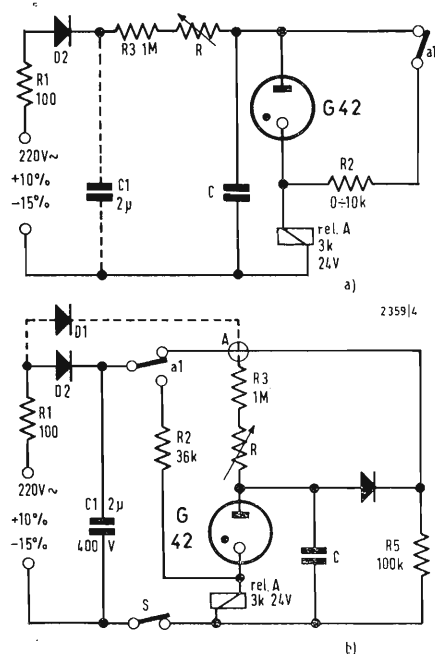 D2
R3 1M
R
a1
R1
100
G42
220V~
+10%
-15%
C1
2µ
C
R2
0÷10k
rel. A
3k
24V
a)
2359|4
D1
A
D2
a1
R3
1M
R1
100
R2
36k
R
220V~
+10%
-15%
C1 2µ
400 V
G
42
C
R5
100k
S
rel. A
3k 24V
b)